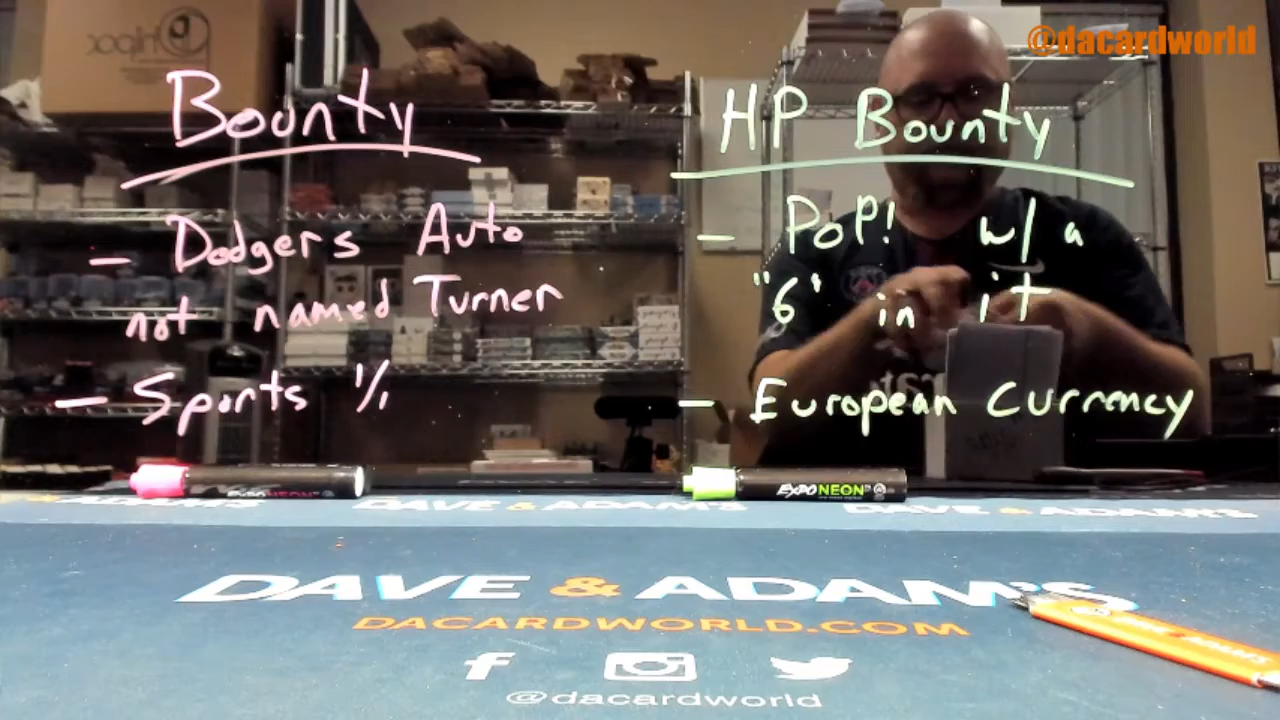 @dacardworld
Bounty
- Dodgers Auto
not named Turner
- Sports 1/1
HP Bounty
- PoP! w/ a
"6" in it
- European Currency
EXPO NEON
EXPO NEON
ADAM'S DAVE & ADAM'S DAVE & ADAM'S
DAVE & ADAM'S
DACARDWORLD.COM
f
@dacardworld